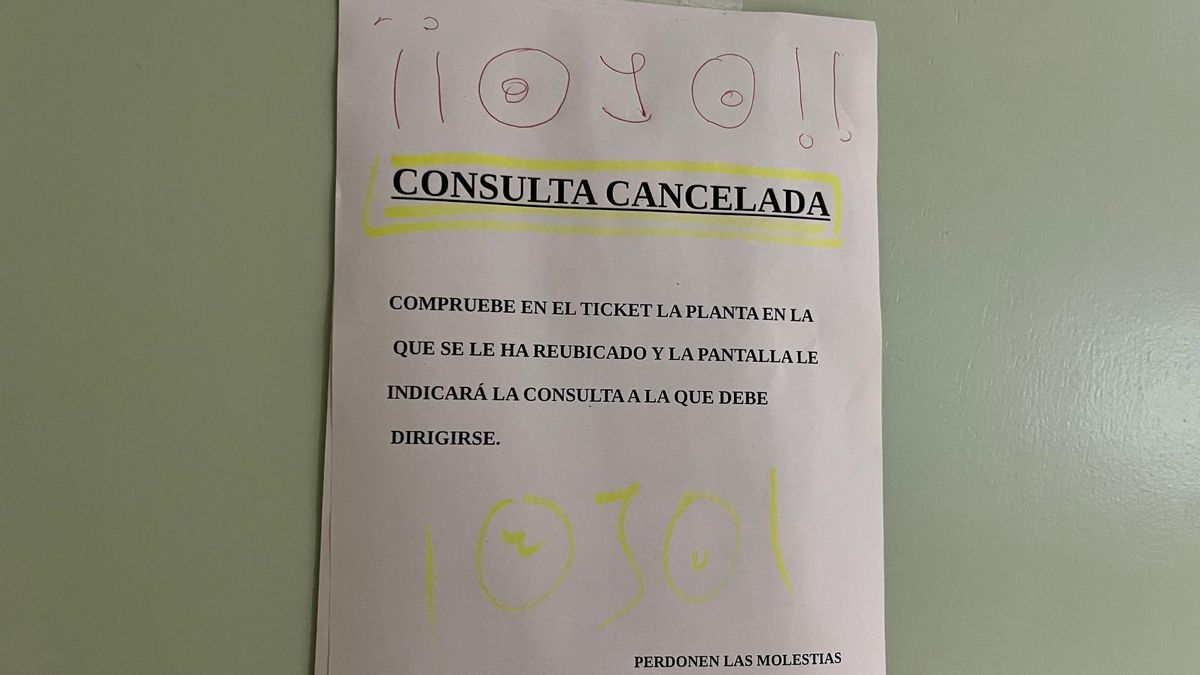 ¡¡OJO!!
CONSULTA CANCELADA
COMPRUEBE EN EL TICKET LA PLANTA EN LA
QUE SE LE HA REUBICADO Y LA PANTALLA LE
INDICARÁ LA CONSULTA A LA QUE DEBE
DIRIGIRSE.
¡OJO!
PERDONEN LAS MOLESTIAS